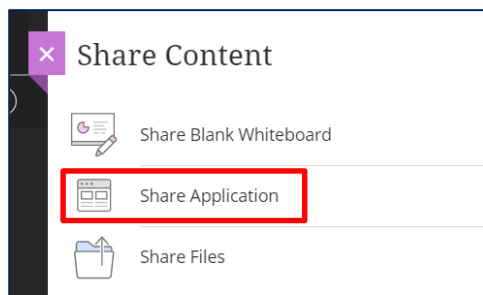 Share Content
Share Blank Whiteboard
Share Application
Share Files